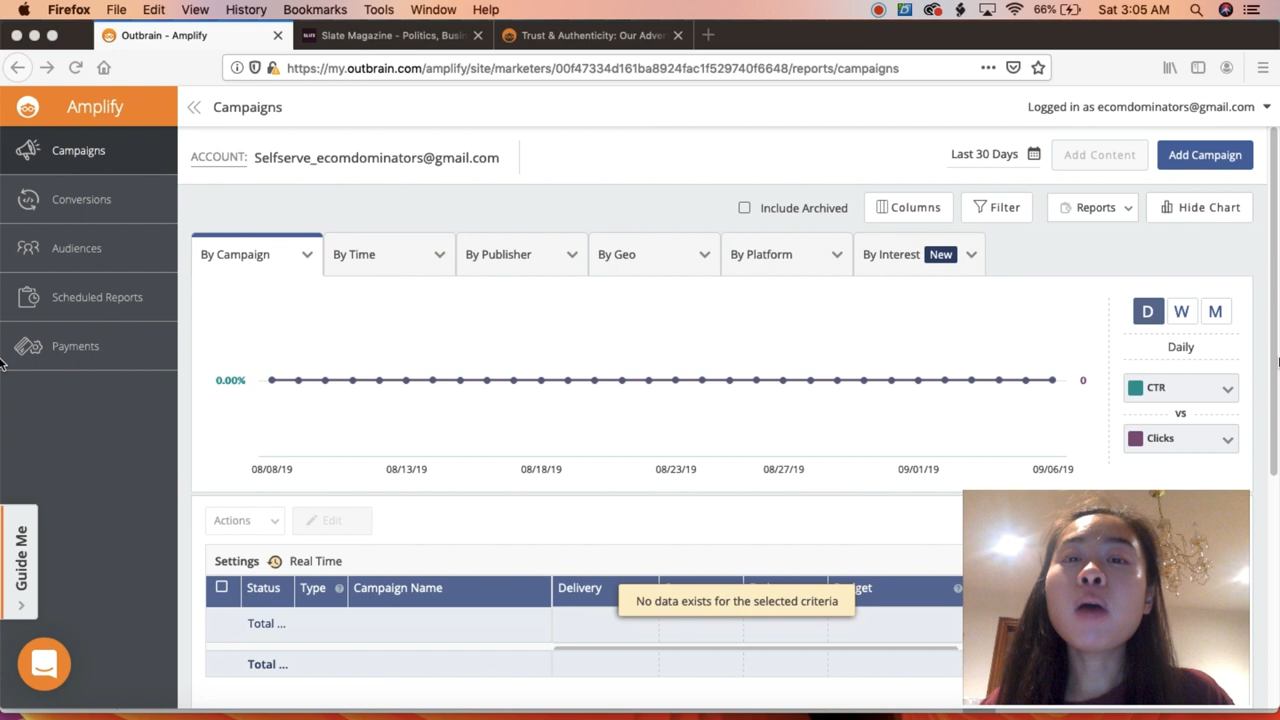 Firefox File Edit View History Bookmarks Tools Window Help 66% Sat 3:05 AM
Outbrain - Amplify Slate Magazine - Politics, Busin Trust & Authenticity: Our Adver
https://my.outbrain.com/amplify/site/marketers/00f47334d161ba8924fac1f529740f6648/reports/campaigns
Amplify Campaigns Logged in as ecomdominators@gmail.com
Campaigns
ACCOUNT: Selfserve_ecomdominators@gmail.com Last 30 Days Add Content Add Campaign
Conversions
Include Archived Columns Filter Reports Hide Chart
Audiences
By Campaign By Time By Publisher By Geo By Platform By Interest New
Scheduled Reports
D W M
Payments
Daily
0.00% 0
CTR
vs
Clicks
08/08/19 08/13/19 08/18/19 08/23/19 08/27/19 09/01/19 09/06/19
Actions Edit
Guide Me
Settings Real Time
Status Type Campaign Name Delivery
No data exists for the selected criteria
Total ...
Total ...